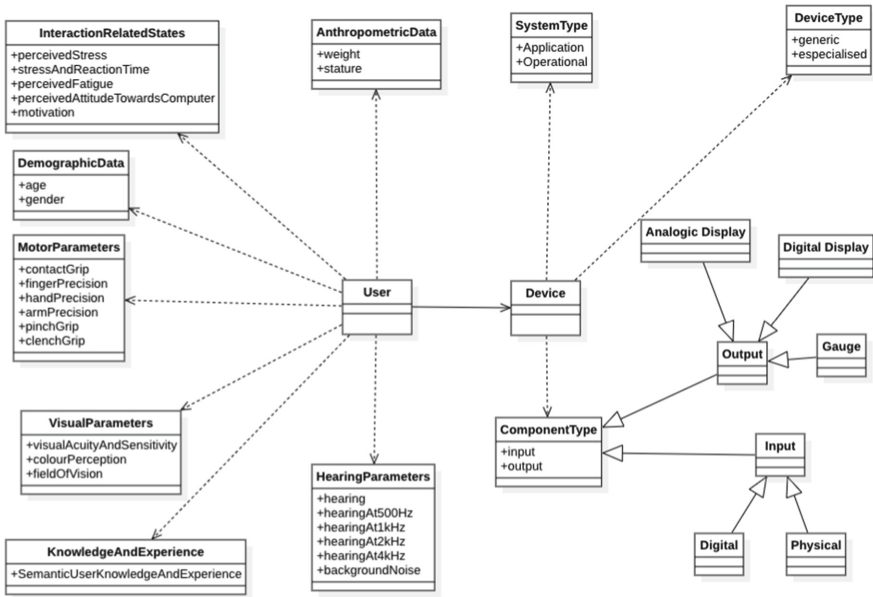 InteractionRelatedStates
+perceivedStress
+stressAndReactionTime
+perceivedFatigue
+perceivedAttitudeTowardsComputer
+motivation
AnthropometricData
+weight
+stature
SystemType
+Application
+Operational
DeviceType
+generic
+especialised
DemographicData
+age
+gender
MotorParameters
+contactGrip
+fingerPrecision
+handPrecision
+armPrecision
+pinchGrip
+clenchGrip
User
Device
Analogic Display
Digital Display
Output
Gauge
VisualParameters
+visualAcuityAndSensitivity
+colourPerception
+fieldOfVision
ComponentType
+input
+output
Input
HearingParameters
+hearing
+hearingAt500Hz
+hearingAt1kHz
+hearingAt2kHz
+hearingAt4kHz
+backgroundNoise
KnowledgeAndExperience
+SemanticUserKnowledgeAndExperience
Digital
Physical